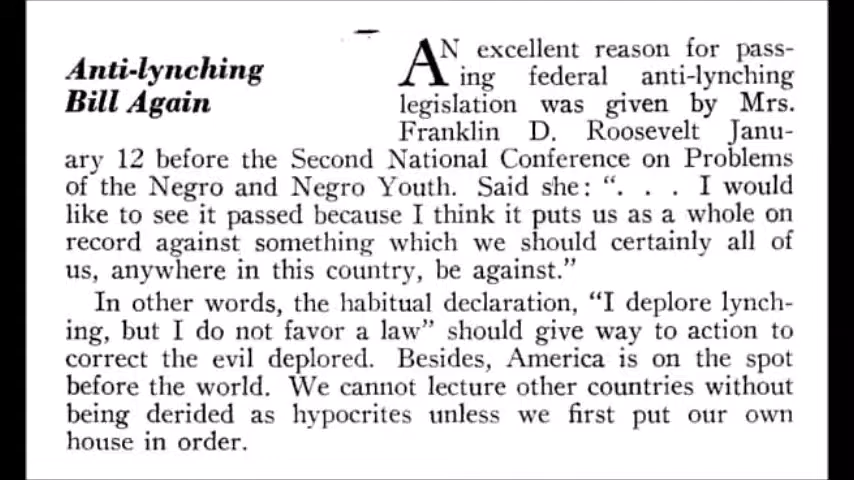 Anti-lynching
Bill Again
AN excellent reason for pass-
ing federal anti-lynching
legislation was given by Mrs.
Franklin D. Roosevelt Janu-
ary 12 before the Second National Conference on Problems
of the Negro and Negro Youth. Said she: ". . . I would
like to see it passed because I think it puts us as a whole on
record against something which we should certainly all of
us, anywhere in this country, be against."
In other words, the habitual declaration, "I deplore lynch-
ing, but I do not favor a law" should give way to action to
correct the evil deplored. Besides, America is on the spot
before the world. We cannot lecture other countries without
being derided as hypocrites unless we first put our own
house in order.